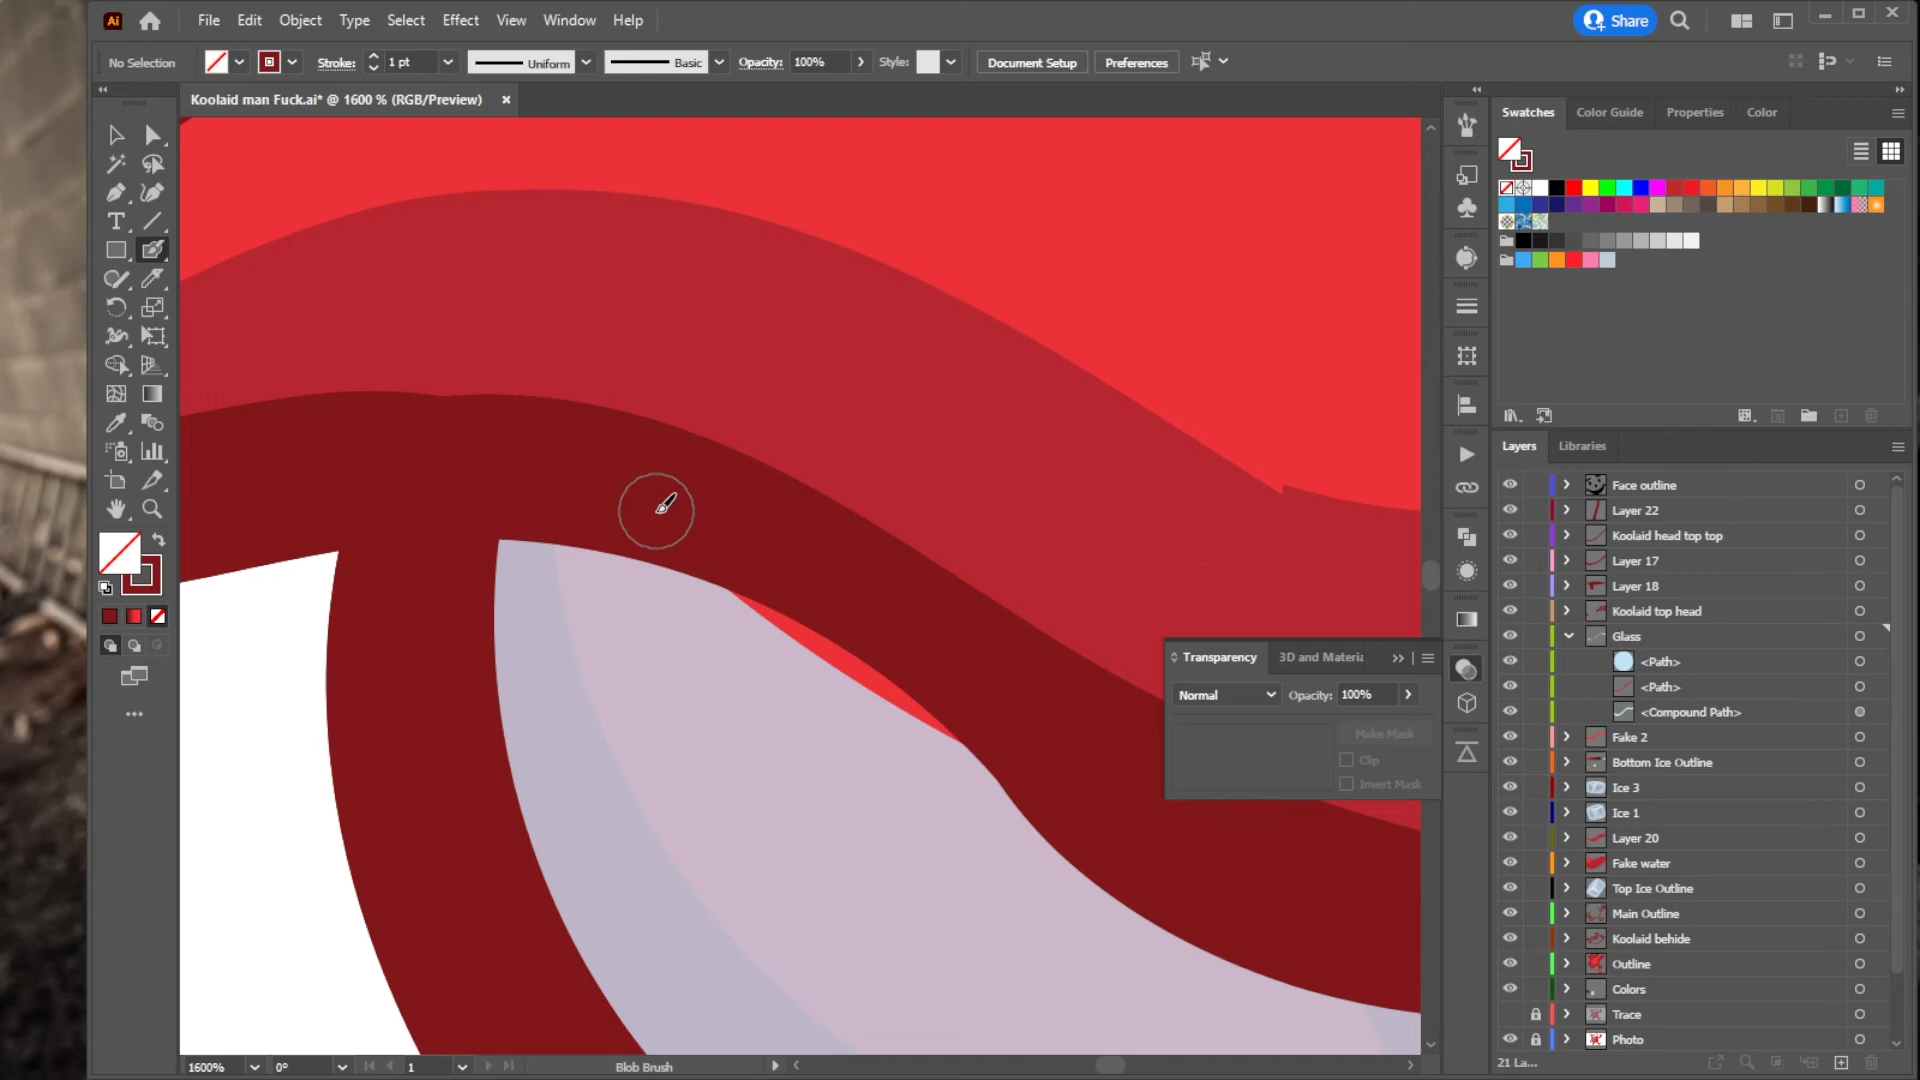 Ai
File Edit Object Type Select Effect View Window Help
Share
No Selection
Stroke:
1 pt
Uniform
Basic
Opacity:
100%
Style:
Document Setup
Preferences
Koolaid man Fuck.ai* @ 1600 % (RGB/Preview)
Swatches
Color Guide
Properties
Color
Layers
Libraries
Face outline
Layer 22
Koolaid head top top
Layer 17
Layer 18
Koolaid top head
Glass
<Path>
<Path>
<Compound Path>
Fake 2
Bottom Ice Outline
Ice 3
Ice 1
Layer 20
Fake water
Top Ice Outline
Main Outline
Koolaid behide
Outline
Colors
Trace
Photo
21 La...
Transparency
3D and Materia
Normal
Opacity:
100%
Make Mask
Clip
Invert Mask
1600%
0°
1
Blob Brush